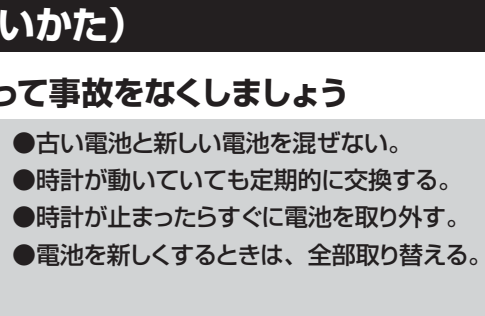 いかた）
って事故をなくしましょう
●古い電池と新しい電池を混ぜない。
●時計が動いていても定期的に交換する。
●時計が止まったらすぐに電池を取り外す。
●電池を新しくするときは、全部取り替える。